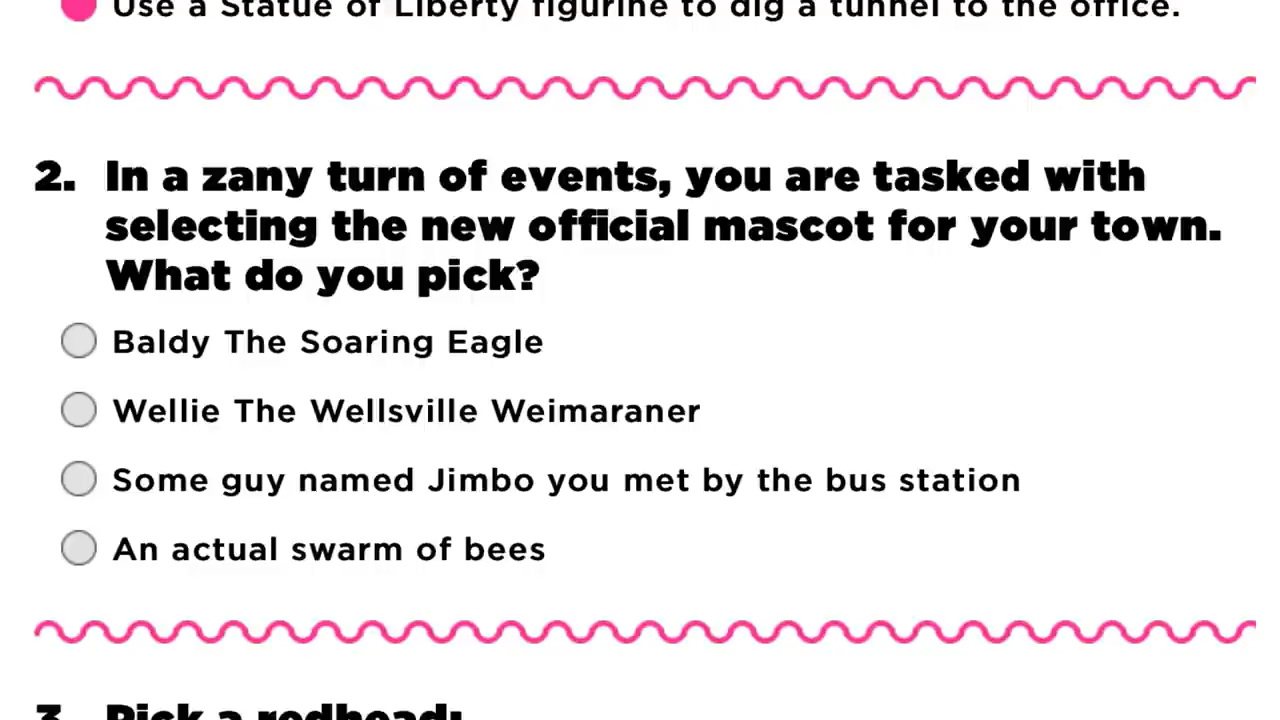 Use a Statue of Liberty figurine to dig a tunnel to the office.
2. In a zany turn of events, you are tasked with
selecting the new official mascot for your town.
What do you pick?
Baldy The Soaring Eagle
Wellie The Wellsville Weimaraner
Some guy named Jimbo you met by the bus station
An actual swarm of bees
3. Pick a redhead: